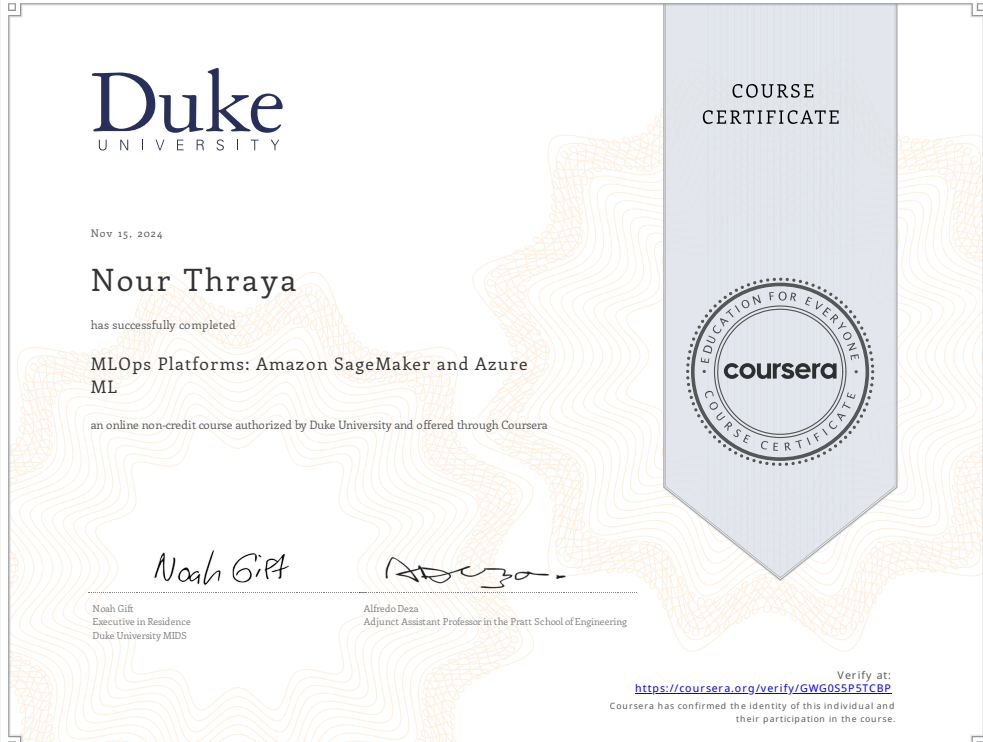 Duke
UNIVERSITY
COURSE
CERTIFICATE
Nov 15, 2024
Nour Thraya
has successfully completed
MLOps Platforms: Amazon SageMaker and Azure
ML
an online non-credit course authorized by Duke University and offered through Coursera
EDUCATION FOR EVERYONE
coursera
COURSE CERTIFICATE
Noah Gift
Noah Gift
Executive in Residence
Duke University MIDS
Alfredo Deza
Adjunct Assistant Professor in the Pratt School of Engineering
Verify at:
https://coursera.org/verify/GWG0S5P5TCBP
Coursera has confirmed the identity of this individual and
their participation in the course.